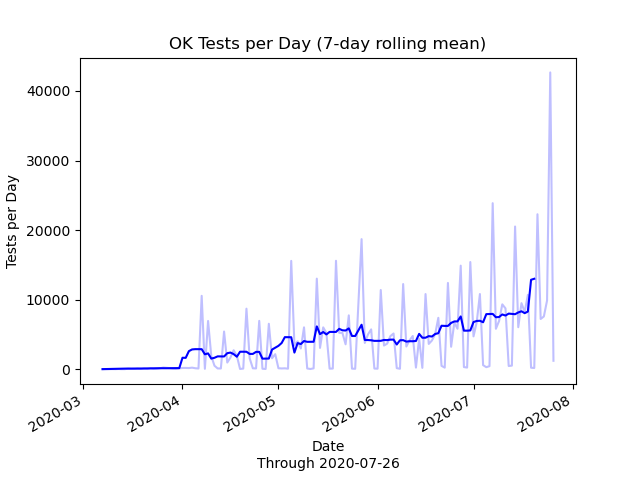 OK Tests per Day (7-day rolling mean)
Tests per Day
40000
30000
20000
10000
0
2020-03
2020-04
2020-05
2020-06
2020-07
2020-08
Date
Through 2020-07-26